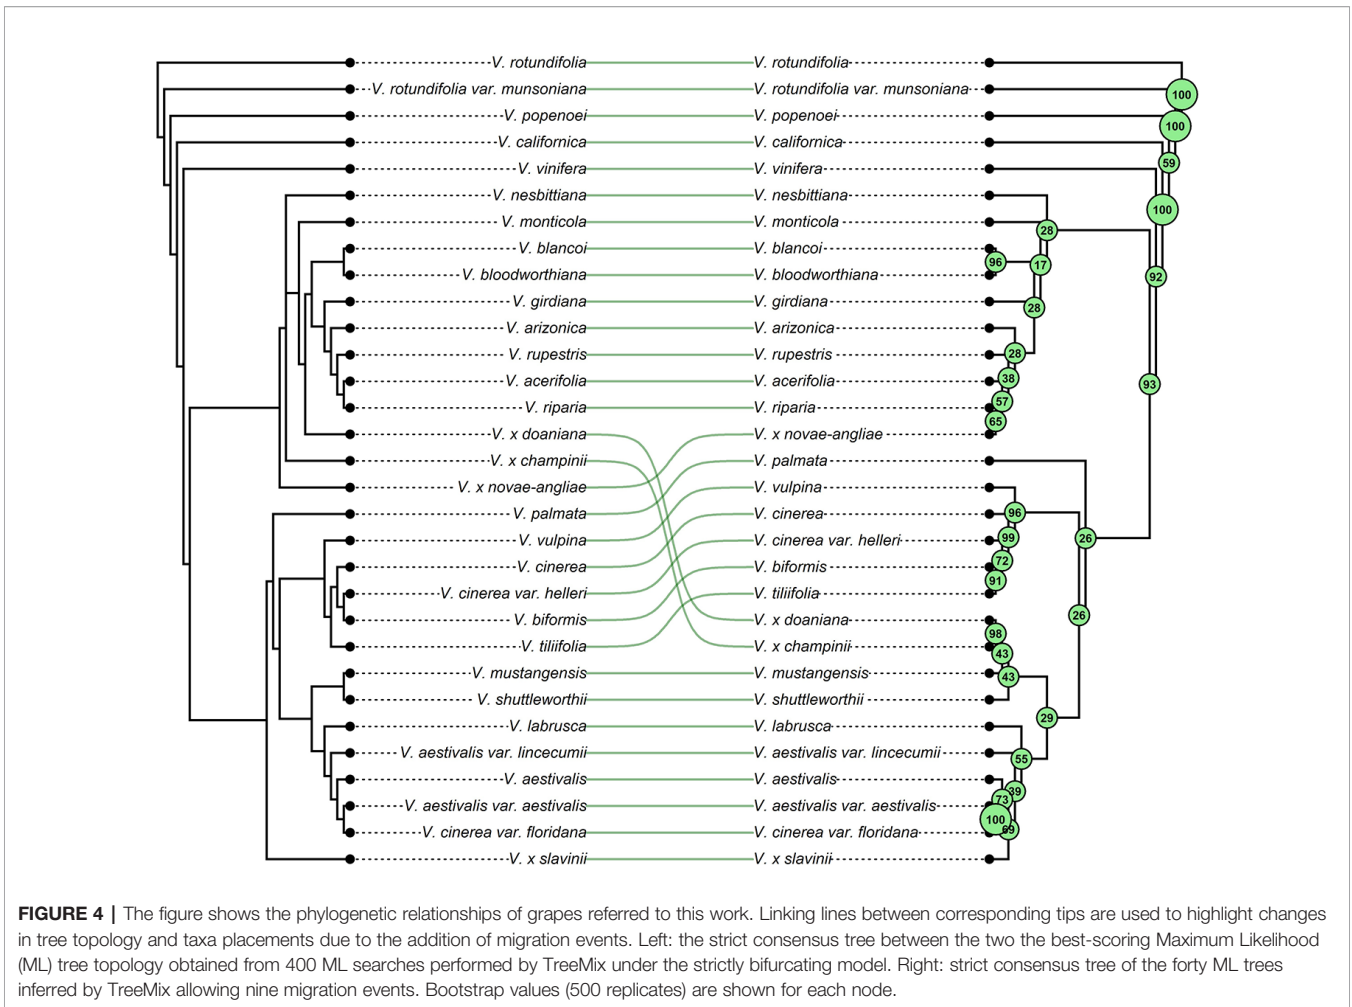 V. rotundifolia V. rotundifolia
V. rotundifolia var. munsoniana V. rotundifolia var. munsoniana 100
V. popenoei V. popenoei 100
V. californica V. californica 59
V. vinifera V. vinifera
V. nesbittiana V. nesbittiana 100
V. monticola V. monticola 28
V. blancoi V. blancoi 96 17
V. bloodworthiana V. bloodworthiana 92
V. girdiana V. girdiana 28
V. arizonica V. arizonica
V. rupestris V. rupestris 28
V. acerifolia V. acerifolia 38 93
V. riparia V. riparia 57
65
V. x doaniana V. x novae-angliae
V. x champinii V. palmata
V. x novae-angliae V. vulpina
V. palmata V. cinerea 96
V. vulpina V. cinerea var. helleri 99 26
V. cinerea V. biformis 72
91
V. cinerea var. helleri V. tiliifolia
V. biformis V. x doaniana 98 26
V. tiliifolia V. x champinii 43
V. mustangensis V. mustangensis 43
V. shuttleworthii V. shuttleworthii
V. labrusca V. labrusca 29
V. aestivalis var. lincecumii V. aestivalis var. lincecumii 55
V. aestivalis V. aestivalis 39
V. aestivalis var. aestivalis V. aestivalis var. aestivalis 73
100
V. cinerea var. floridana V. cinerea var. floridana 69
V. x slavinii V. x slavinii
FIGURE 4 | The figure shows the phylogenetic relationships of grapes referred to this work. Linking lines between corresponding tips are used to highlight changes
in tree topology and taxa placements due to the addition of migration events. Left: the strict consensus tree between the two the best-scoring Maximum Likelihood
(ML) tree topology obtained from 400 ML searches performed by TreeMix under the strictly bifurcating model. Right: strict consensus tree of the forty ML trees
inferred by TreeMix allowing nine migration events. Bootstrap values (500 replicates) are shown for each node.